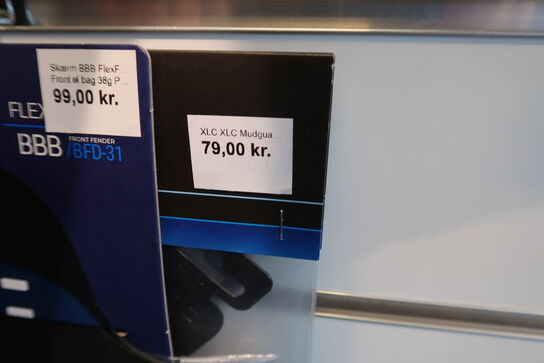 Skærm BBB FlexF...
Front el bag 38g P...
99,00 kr.
FLEX
FRONT FENDER
BBB/BFD-31
XLC XLC Mudgua...
79,00 kr.